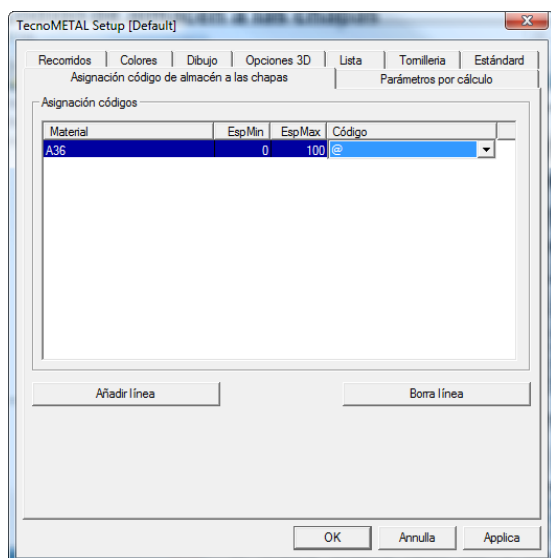 TecnoMETAL Setup [Default]
Recorridos Colores Dibujo Opciones 3D Lista Tornilleria Estándard
Asignación código de almacén a las chapas Parámetros por cálculo
Asignación códigos
Material EspMin EspMax Código
A36 0 100 @
Añadir línea Borra línea
OK Annulla Applica